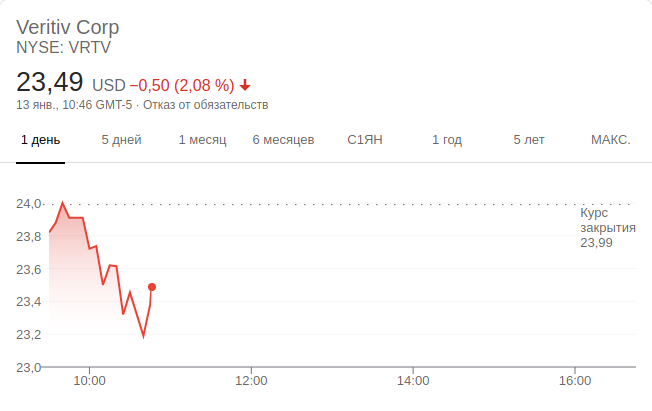 Veritiv Corp
NYSE: VRTV
23,49 USD −0,50 (2,08 %)
13 янв., 10:46 GMT-5 · Отказ от обязательств
1 день 5 дней 1 месяц 6 месяцев С1ЯН 1 год 5 лет МАКС.
24,0
Курс
закрытия
23,99
23,8
23,6
23,4
23,2
23,0
10:00 12:00 14:00 16:00